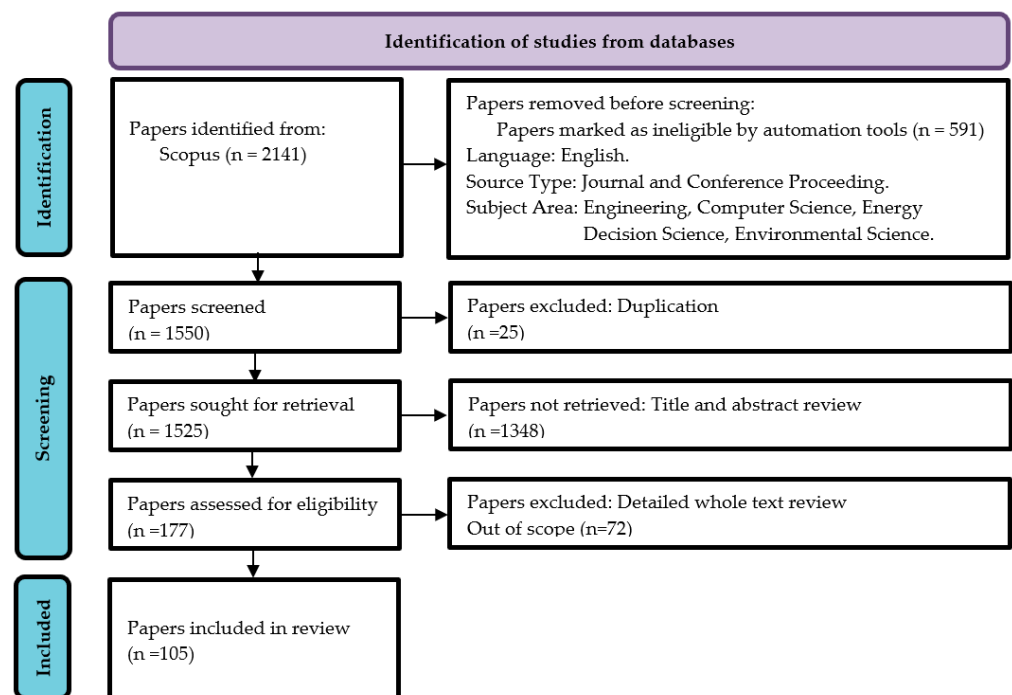 Identification of studies from databases
Identification
Papers identified from:
Scopus (n = 2141)
Papers removed before screening:
Papers marked as ineligible by automation tools (n = 591)
Language: English.
Source Type: Journal and Conference Proceeding.
Subject Area: Engineering, Computer Science, Energy
Decision Science, Environmental Science.
Screening
Papers screened
(n = 1550)
Papers excluded: Duplication
(n =25)
Papers sought for retrieval
(n = 1525)
Papers not retrieved: Title and abstract review
(n =1348)
Papers assessed for eligibility
(n =177)
Papers excluded: Detailed whole text review
Out of scope (n=72)
Included
Papers included in review
(n =105)